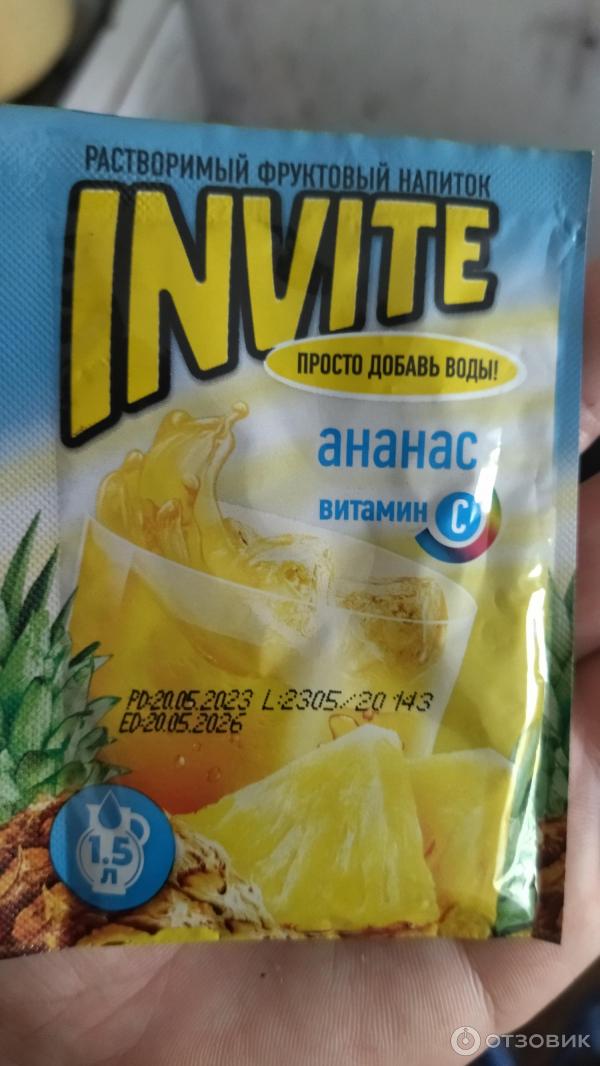 РАСТВОРИМЫЙ ФРУКТОВЫЙ НАПИТОК
INVITE
ПРОСТО ДОБАВЬ ВОДЫ!
ананас
витамин C
PD:20.05.2023 L:2305/20 143
ED:20.05.2026
1.5
л
ОТЗОВИК